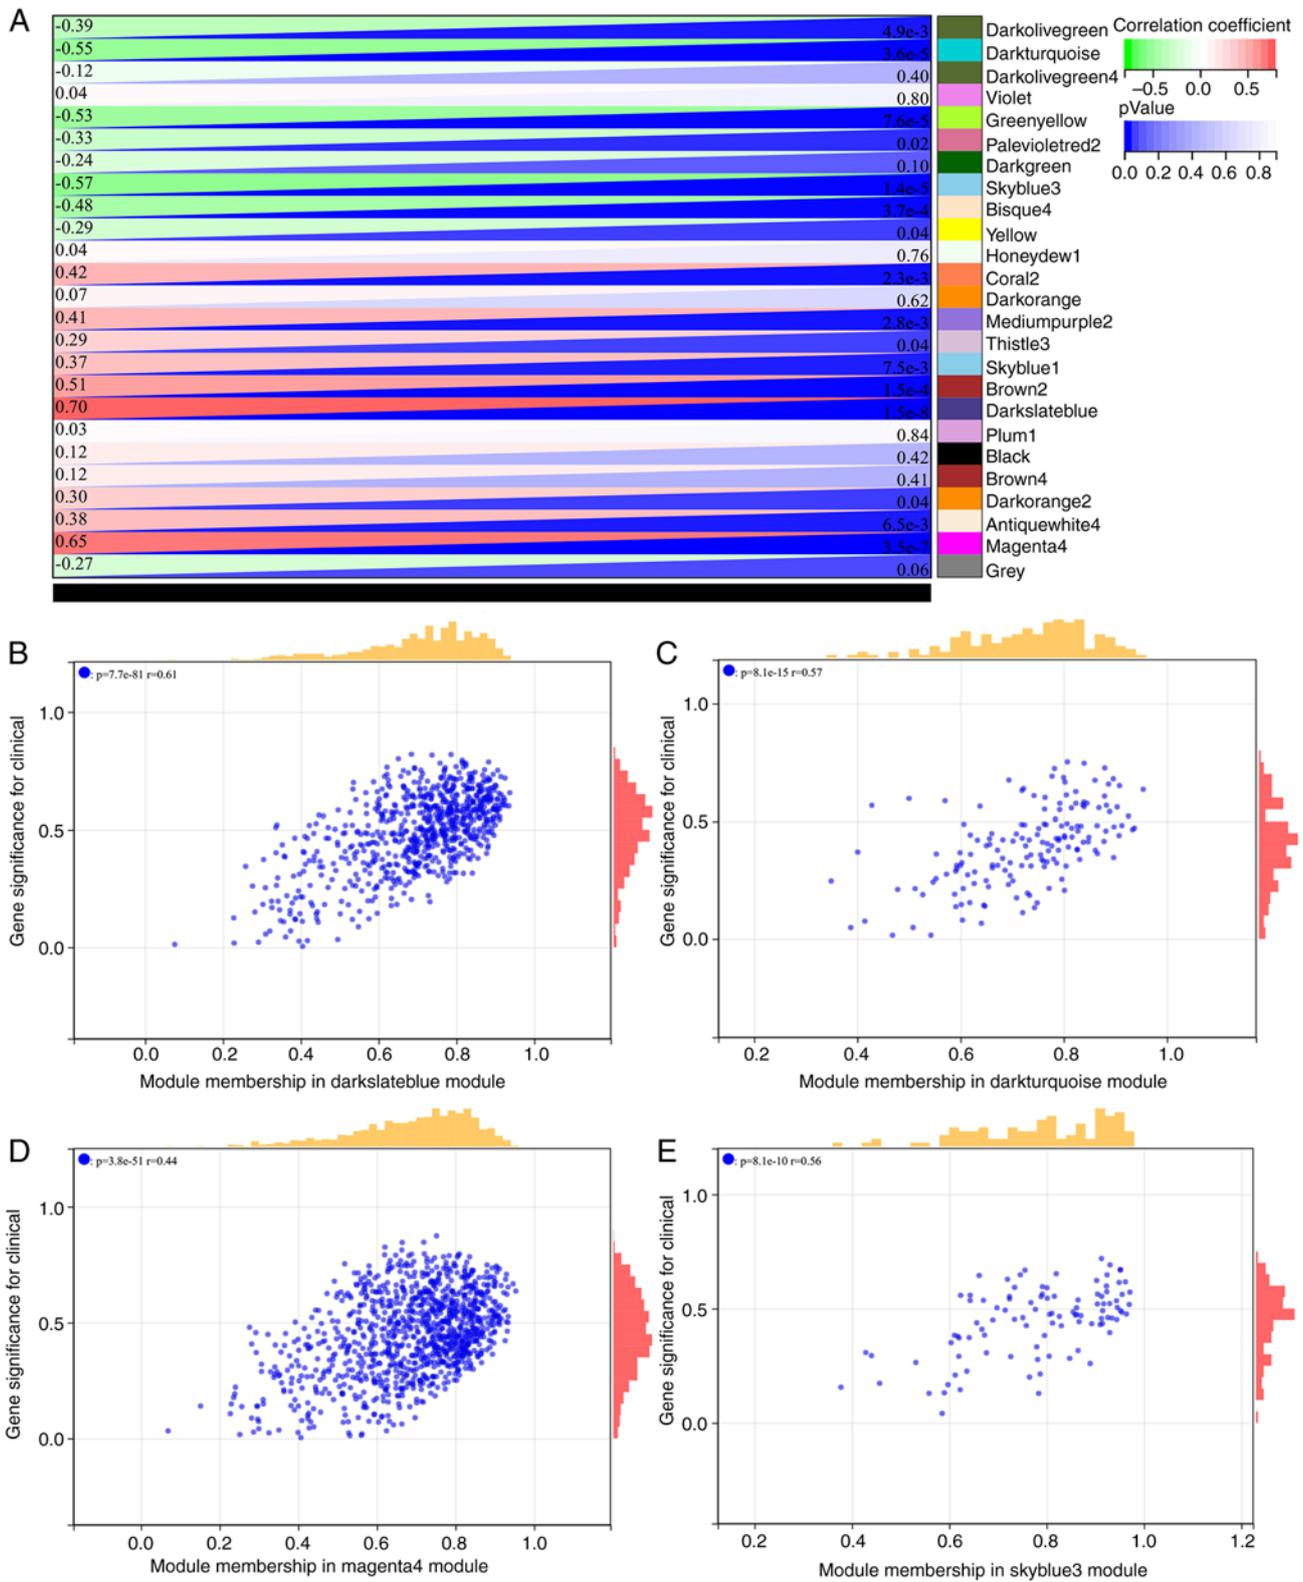 A
-0.39 4.9e-3 Darkolivegreen
-0.55 3.6e-5 Darkturquoise
-0.12 0.40 Darkolivegreen4
0.04 0.80 Violet
-0.53 7.6e-5 Greenyellow
-0.33 0.02 Palevioletred2
-0.24 0.10 Darkgreen
-0.57 1.4e-5 Skyblue3
-0.48 3.7e-4 Bisque4
-0.29 0.04 Yellow
0.04 0.76 Honeydew1
0.42 2.3e-3 Coral2
0.07 0.62 Darkorange
0.41 2.8e-3 Mediumpurple2
0.29 0.04 Thistle3
0.37 7.5e-3 Skyblue1
0.51 1.5e-4 Brown2
0.70 1.5e-8 Darkslateblue
0.03 0.84 Plum1
0.12 0.42 Black
0.12 0.41 Brown4
0.30 0.04 Darkorange2
0.38 6.5e-3 Antiquewhite4
0.65 3.5e-7 Magenta4
-0.27 0.06 Grey
Correlation coefficient
−0.5 0.0 0.5
pValue
0.0 0.2 0.4 0.6 0.8
B
: p=7.7e-81 r=0.61
Gene significance for clinical
1.0
0.5
0.0
0.0 0.2 0.4 0.6 0.8 1.0
Module membership in darkslateblue module
C
: p=8.1e-15 r=0.57
Gene significance for clinical
1.0
0.5
0.0
0.2 0.4 0.6 0.8 1.0
Module membership in darkturquoise module
D
: p=3.8e-51 r=0.44
Gene significance for clinical
1.0
0.5
0.0
0.0 0.2 0.4 0.6 0.8 1.0
Module membership in magenta4 module
E
: p=8.1e-10 r=0.56
Gene significance for clinical
1.0
0.5
0.0
0.2 0.4 0.6 0.8 1.0 1.2
Module membership in skyblue3 module